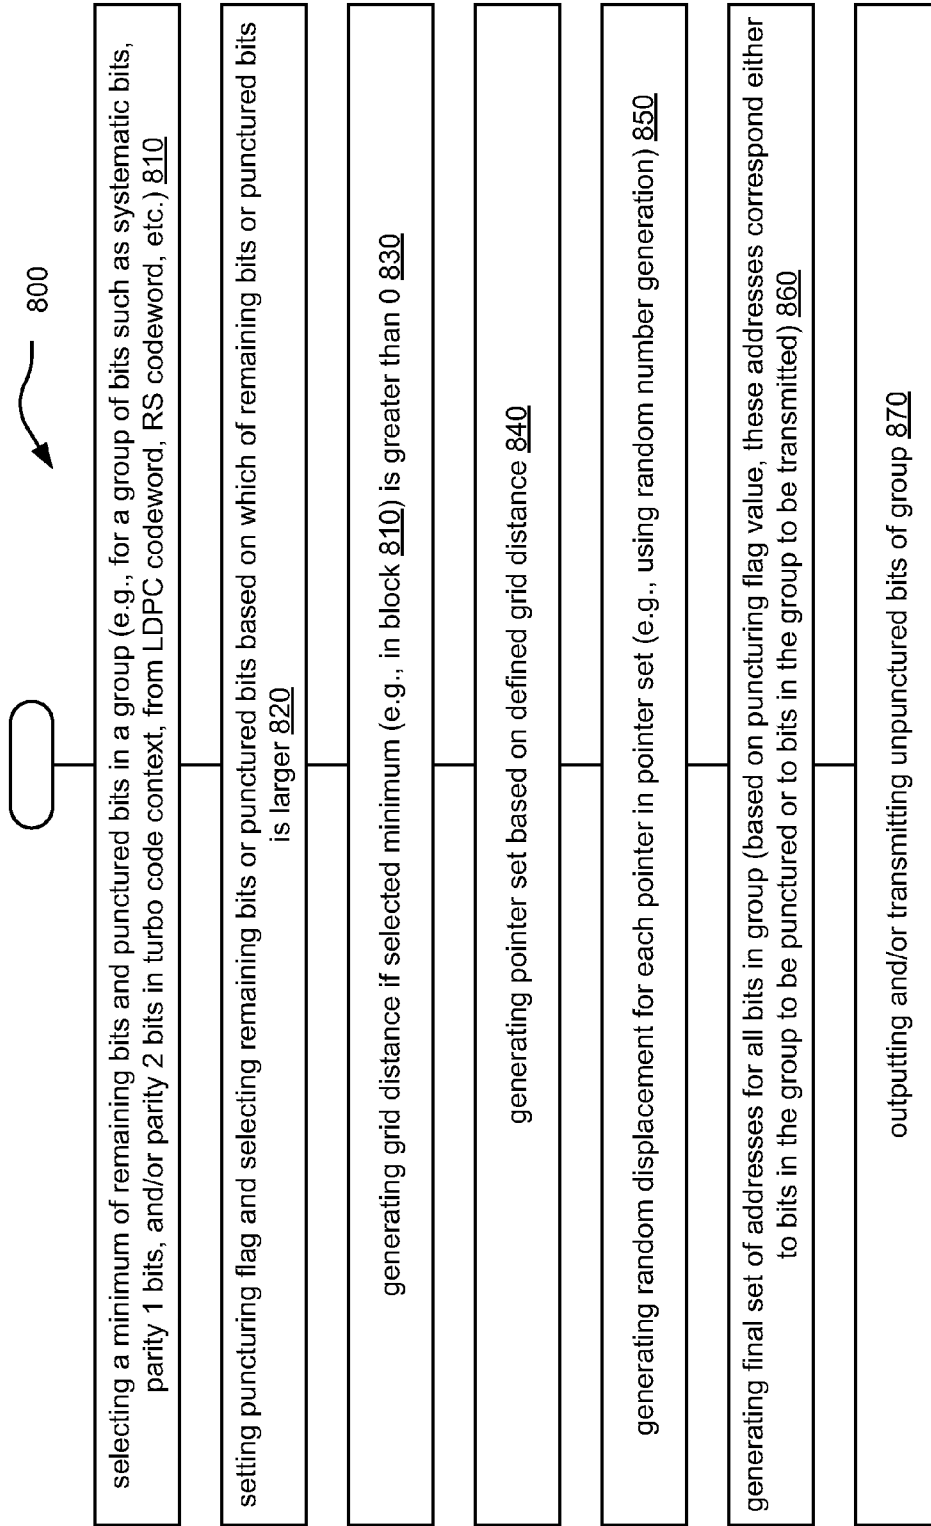 800
selecting a minimum of remaining bits and punctured bits in a group (e.g., for a group of bits such as systematic bits,
parity 1 bits, and/or parity 2 bits in turbo code context, from LDPC codeword, RS codeword, etc.) 810
setting puncturing flag and selecting remaining bits or punctured bits based on which of remaining bits or punctured bits
is larger 820
generating grid distance if selected minimum (e.g., in block 810) is greater than 0 830
generating pointer set based on defined grid distance 840
generating random displacement for each pointer in pointer set (e.g., using random number generation) 850
generating final set of addresses for all bits in group (based on puncturing flag value, these addresses correspond either
to bits in the group to be punctured or to bits in the group to be transmitted) 860
outputting and/or transmitting unpunctured bits of group 870